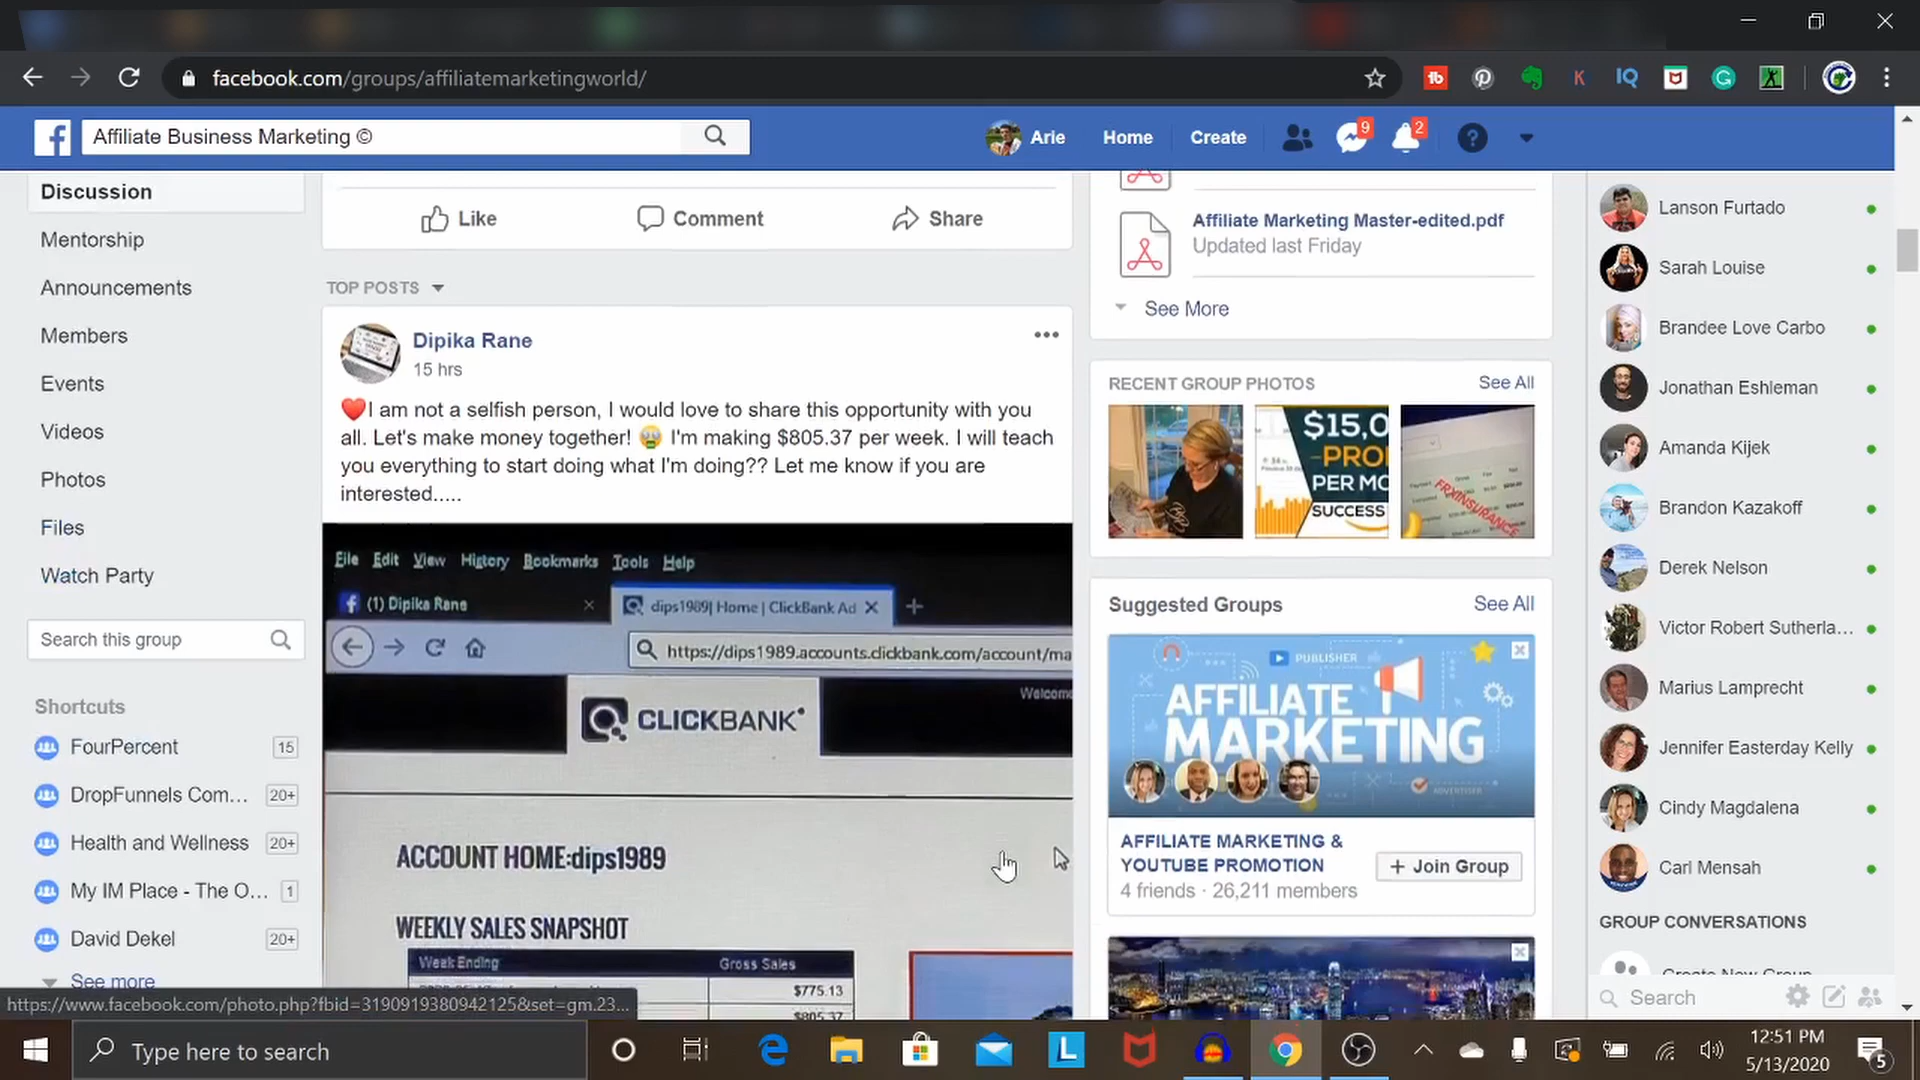 facebook.com/groups/affiliatemarketingworld/
Affiliate Business Marketing ©
Arie
Home
Create
9
2
Discussion
Mentorship
Announcements
Members
Events
Videos
Photos
Files
Watch Party
Search this group
Shortcuts
FourPercent 15
DropFunnels Com... 20+
Health and Wellness 20+
My IM Place - The O... 1
David Dekel 20+
See more
Like
Comment
Share
TOP POSTS
Dipika Rane
15 hrs
I am not a selfish person, I would love to share this opportunity with you
all. Let's make money together! I'm making $805.37 per week. I will teach
you everything to start doing what I'm doing?? Let me know if you are
interested.....
File Edit View History Bookmarks Tools Help
(1) Dipika Rane
dips1989| Home | ClickBank Ad
https://dips1989.accounts.clickbank.com/account/ma
Welcome
CLICKBANK
ACCOUNT HOME:dips1989
WEEKLY SALES SNAPSHOT
Week Ending Gross Sales
$775.13
$805.37
Affiliate Marketing Master-edited.pdf
Updated last Friday
See More
RECENT GROUP PHOTOS
See All
$15,0
PER MO
SUCCESS
FRXINSURANCE
Suggested Groups
See All
PUBLISHER
AFFILIATE
MARKETING
ADVERTISER
AFFILIATE MARKETING &
YOUTUBE PROMOTION
4 friends · 26,211 members
+ Join Group
Lanson Furtado
Sarah Louise
Brandee Love Carbo
Jonathan Eshleman
Amanda Kijek
Brandon Kazakoff
Derek Nelson
Victor Robert Sutherla...
Marius Lamprecht
Jennifer Easterday Kelly
Cindy Magdalena
Carl Mensah
GROUP CONVERSATIONS
Create New Group
Search
https://www.facebook.com/photo.php?fbid=3190919380942125&set=gm.23...
Type here to search
12:51 PM
5/13/2020
5